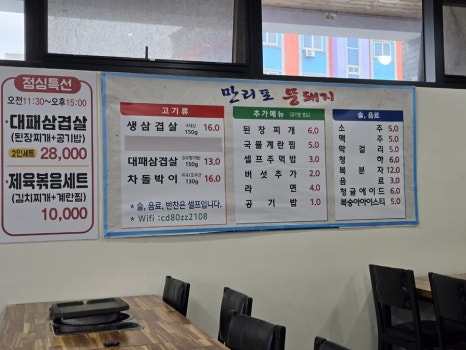 점심특선
오전11:30~오후15:00
·대패삼겹살
(된장찌개+공기밥)
2인세트 28,000
·제육볶음세트
(김치찌개+계란찜)
10,000
만리포 뚱돼지
고기류
생삼겹살 150g 16.0
대패삼겹살 150g 13.0
차돌박이 150g 16.0
* 술, 음료, 반찬은 셀프입니다.
* Wifi :cd80zz2108
추가메뉴
된장찌개 6.0
국물계란찜 5.0
셀프주먹밥 3.0
버섯추가 2.0
라면 4.0
공기밥 1.0
술, 음료
소주 5.0
맥주 5.0
막걸리 5.0
청하 6.0
복분자 12.0
음료 3.0
청귤에이드 6.0
복숭아아이스티 5.0